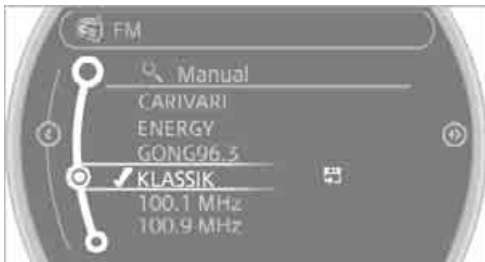 FM
Manual
CARIVARI
ENERGY
GONG96.3
KLASSIK
100.1 MHz
100.9 MHz